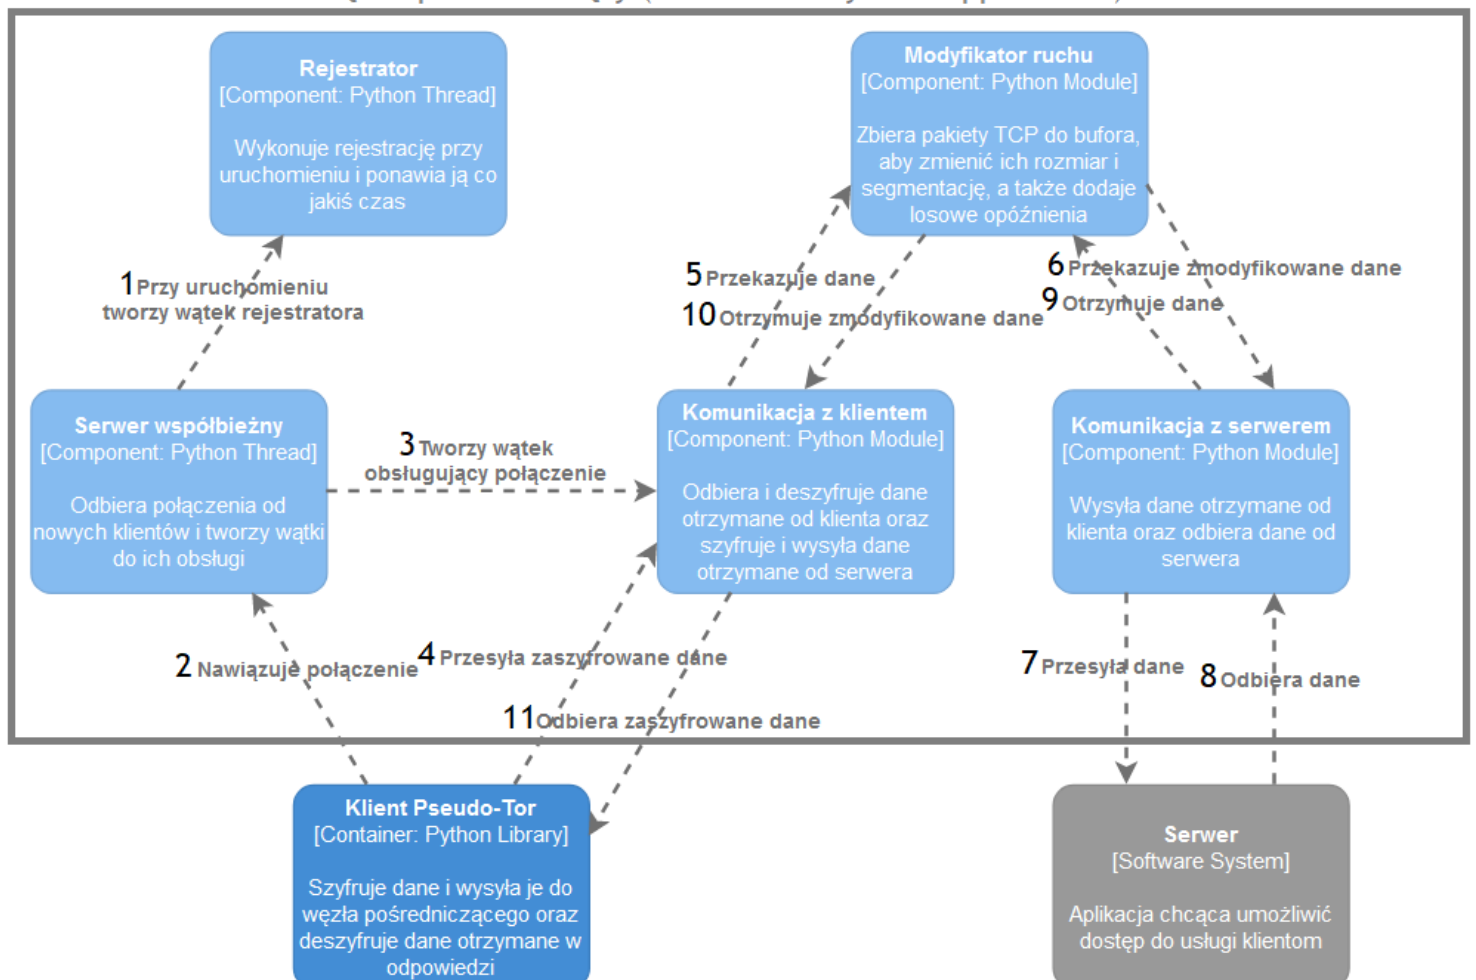 Rejestrator
[Component: Python Thread]
Wykonuje rejestrację przy
uruchomieniu i ponawia ją co
jakiś czas
Modyfikator ruchu
[Component: Python Module]
Zbiera pakiety TCP do bufora,
aby zmienić ich rozmiar i
segmentację, a także dodaje
losowe opóźnienia
1 Przy uruchomieniu
tworzy wątek rejestratora
5 Przekazuje dane
10 Otrzymuje zmodyfikowane dane
6 Przekazuje zmodyfikowane dane
9 Otrzymuje dane
Serwer współbieżny
[Component: Python Thread]
Odbiera połączenia od
nowych klientów i tworzy wątki
do ich obsługi
3 Tworzy wątek
obsługujący połączenie
Komunikacja z klientem
[Component: Python Module]
Odbiera i deszyfruje dane
otrzymane od klienta oraz
szyfruje i wysyła dane
otrzymane od serwera
Komunikacja z serwerem
[Component: Python Module]
Wysyła dane otrzymane od
klienta oraz odbiera dane od
serwera
2 Nawiązuje połączenie
4 Przesyła zaszyfrowane dane
11 Odbiera zaszyfrowane dane
7 Przesyła dane
8 Odbiera dane
Klient Pseudo-Tor
[Container: Python Library]
Szyfruje dane i wysyła je do
węzła pośredniczącego oraz
deszyfruje dane otrzymane w
odpowiedzi
Serwer
[Software System]
Aplikacja chcąca umożliwić
dostęp do usługi klientom